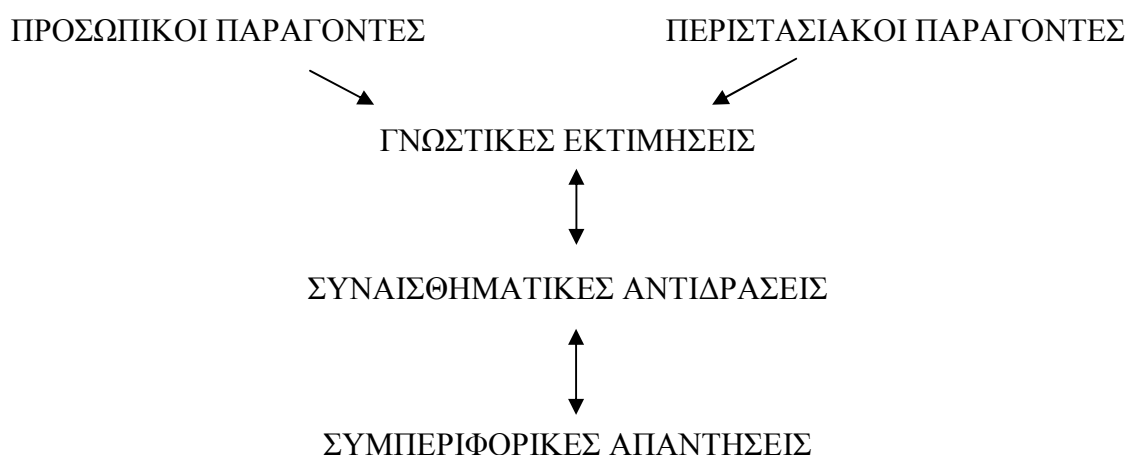 ΠΡΟΣΩΠΙΚΟΙ ΠΑΡΑΓΟΝΤΕΣ ΠΕΡΙΣΤΑΣΙΑΚΟΙ ΠΑΡΑΓΟΝΤΕΣ
ΓΝΩΣΤΙΚΕΣ ΕΚΤΙΜΗΣΕΙΣ
ΣΥΝΑΙΣΘΗΜΑΤΙΚΕΣ ΑΝΤΙΔΡΑΣΕΙΣ
ΣΥΜΠΕΡΙΦΟΡΙΚΕΣ ΑΠΑΝΤΗΣΕΙΣ